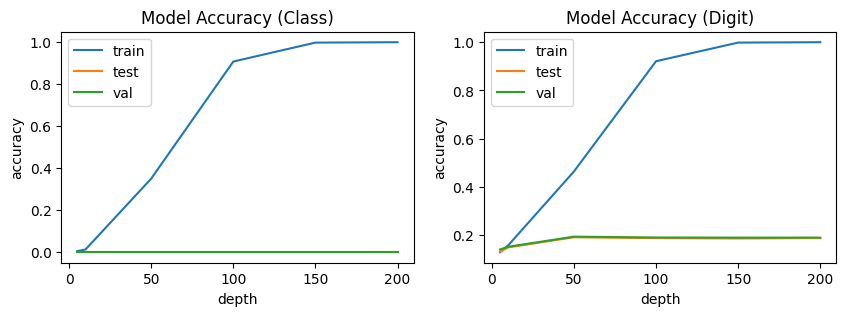 Model Accuracy (Class)
1.0
0.8
0.6
0.4
0.2
0.0
accuracy
train
test
val
0
50
100
150
200
depth
Model Accuracy (Digit)
1.0
0.8
0.6
0.4
0.2
accuracy
train
test
val
0
50
100
150
200
depth